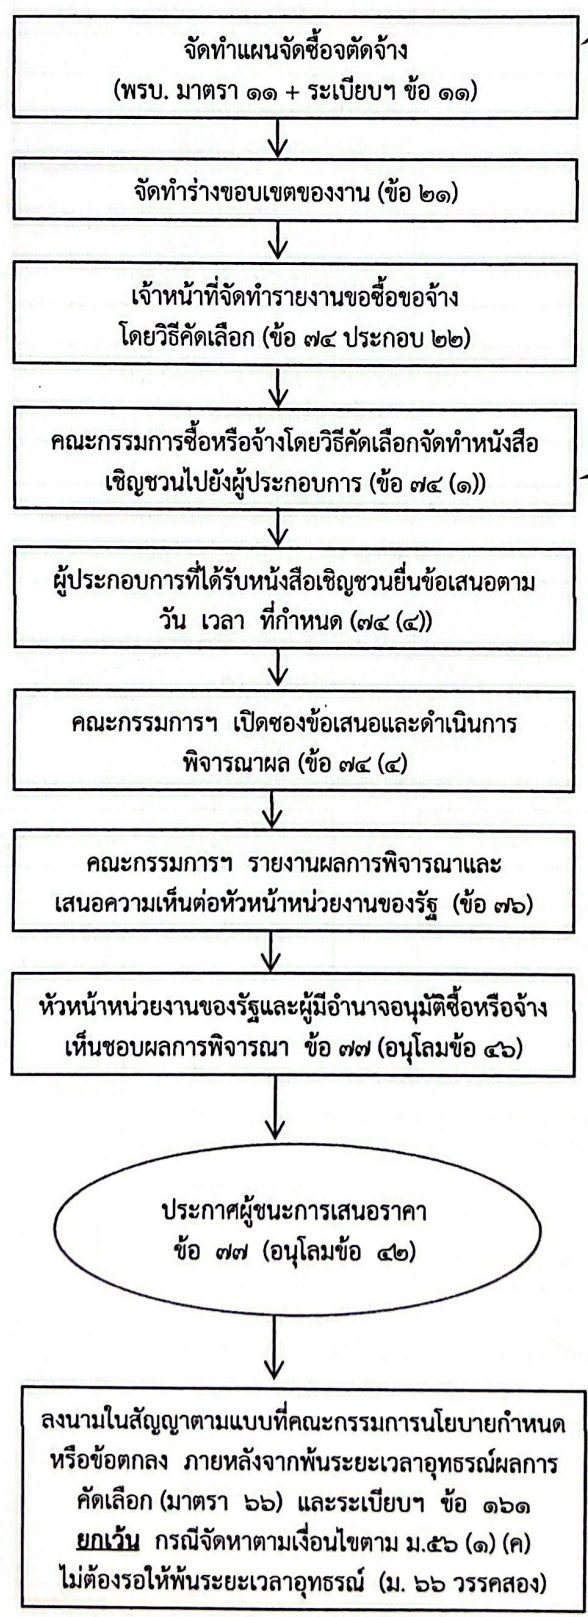 จัดทำแผนจัดซื้อจตัดจ้าง
(พรบ. มาตรา ๑๑ + ระเบียบฯ ข้อ ๑๑)
จัดทำร่างขอบเขตของงาน (ข้อ ๒๑)
เจ้าหน้าที่จัดทำรายงานขอซื้อขอจ้าง
โดยวิธีคัดเลือก (ข้อ ๗๔ ประกอบ ๒๒)
คณะกรรมการซื้อหรือจ้างโดยวิธีคัดเลือกจัดทำหนังสือ
เชิญชวนไปยังผู้ประกอบการ (ข้อ ๗๔ (๑))
ผู้ประกอบการที่ได้รับหนังสือเชิญชวนยื่นข้อเสนอตาม
วัน เวลา ที่กำหนด (๗๔ (๔))
คณะกรรมการฯ เปิดซองข้อเสนอและดำเนินการ
พิจารณาผล (ข้อ ๗๔ (๔)
คณะกรรมการฯ รายงานผลการพิจารณาและ
เสนอความเห็นต่อหัวหน้าหน่วยงานของรัฐ (ข้อ ๗๖)
หัวหน้าหน่วยงานของรัฐและผู้มีอำนาจอนุมัติซื้อหรือจ้าง
เห็นชอบผลการพิจารณา ข้อ ๗๗ (อนุโลมข้อ ๔๖)
ประกาศผู้ชนะการเสนอราคา
ข้อ ๗๗ (อนุโลมข้อ ๔๒)
ลงนามในสัญญาตามแบบที่คณะกรรมการนโยบายกำหนด
หรือข้อตกลง ภายหลังจากพ้นระยะเวลาอุทธรณ์ผลการ
คัดเลือก (มาตรา ๖๖) และระเบียบฯ ข้อ ๑๖๑
ยกเว้น กรณีจัดหาตามเงื่อนไขตาม ม.๕๖ (๑) (ค)
ไม่ต้องรอให้พ้นระยะเวลาอุทธรณ์ (ม. ๖๖ วรรคสอง)